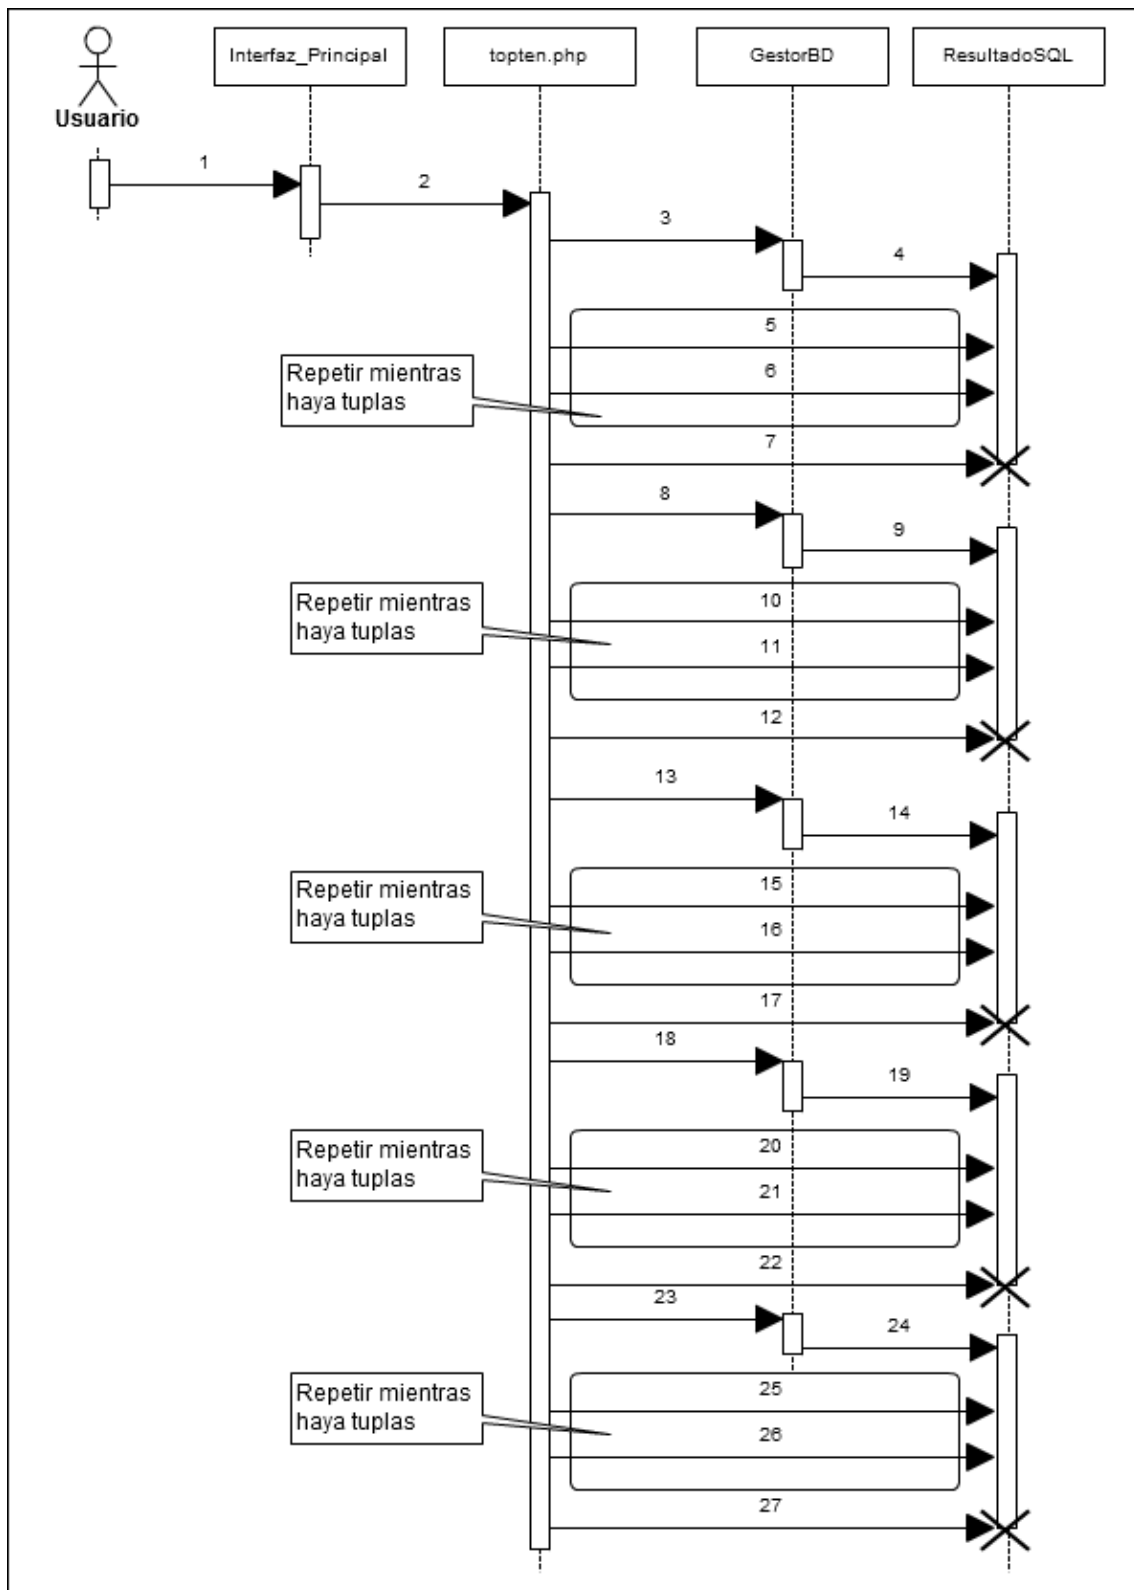 Interfaz_Principal
topten.php
GestorBD
ResultadoSQL
Usuario
1
2
3
4
5
6
Repetir mientras
haya tuplas
7
8
9
10
11
Repetir mientras
haya tuplas
12
13
14
15
16
Repetir mientras
haya tuplas
17
18
19
20
21
Repetir mientras
haya tuplas
22
23
24
25
26
Repetir mientras
haya tuplas
27